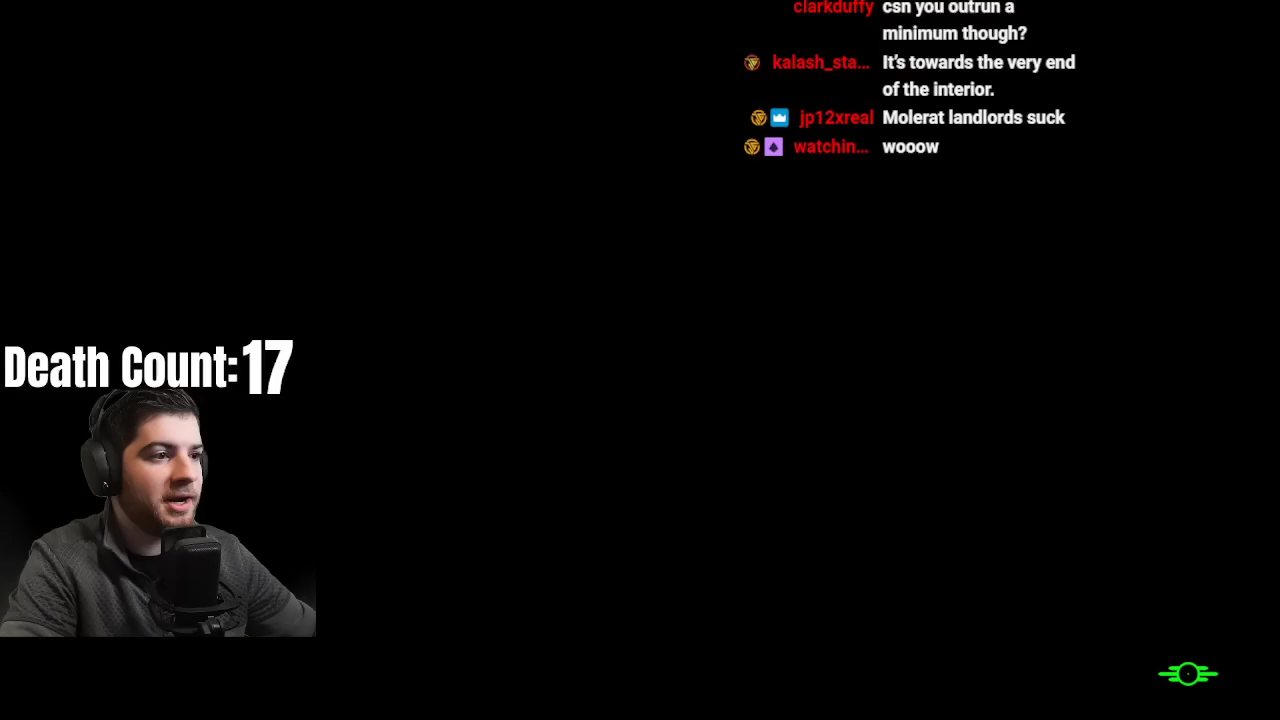 clarkduffy csn you outrun a
minimum though?
kalash_sta... It's towards the very end
of the interior.
jp12xreal Molerat landlords suck
watchin... wooow
Death Count: 17